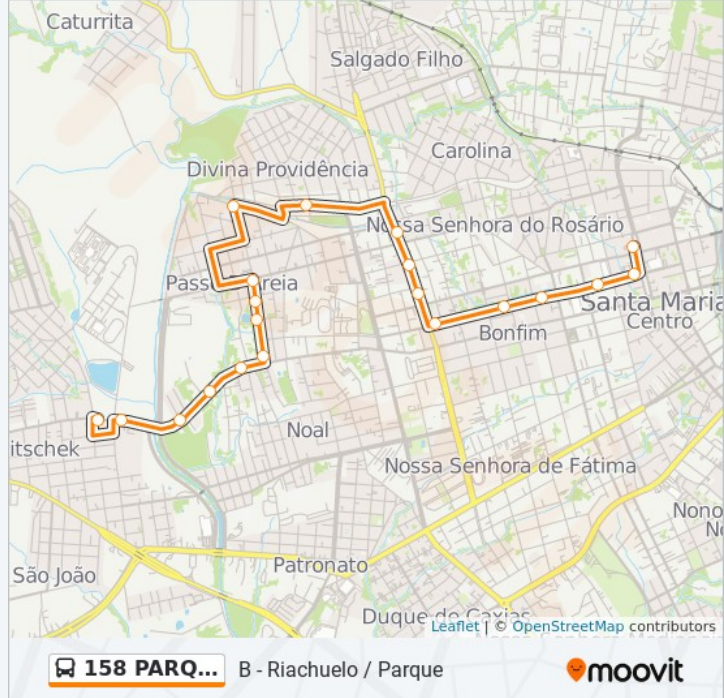 Caturrita
Salgado Filho
Carolina
Divina Providência
Nossa Senhora do Rosário
Santa Maria
Centro
Bonfim
itschek
Noal
Nossa Senhora de Fátima
Nono
São João
Patronato
Duque de Caxias
Leaflet | © OpenStreetMap contributors
158 PARQ... B - Riachuelo / Parque moovit